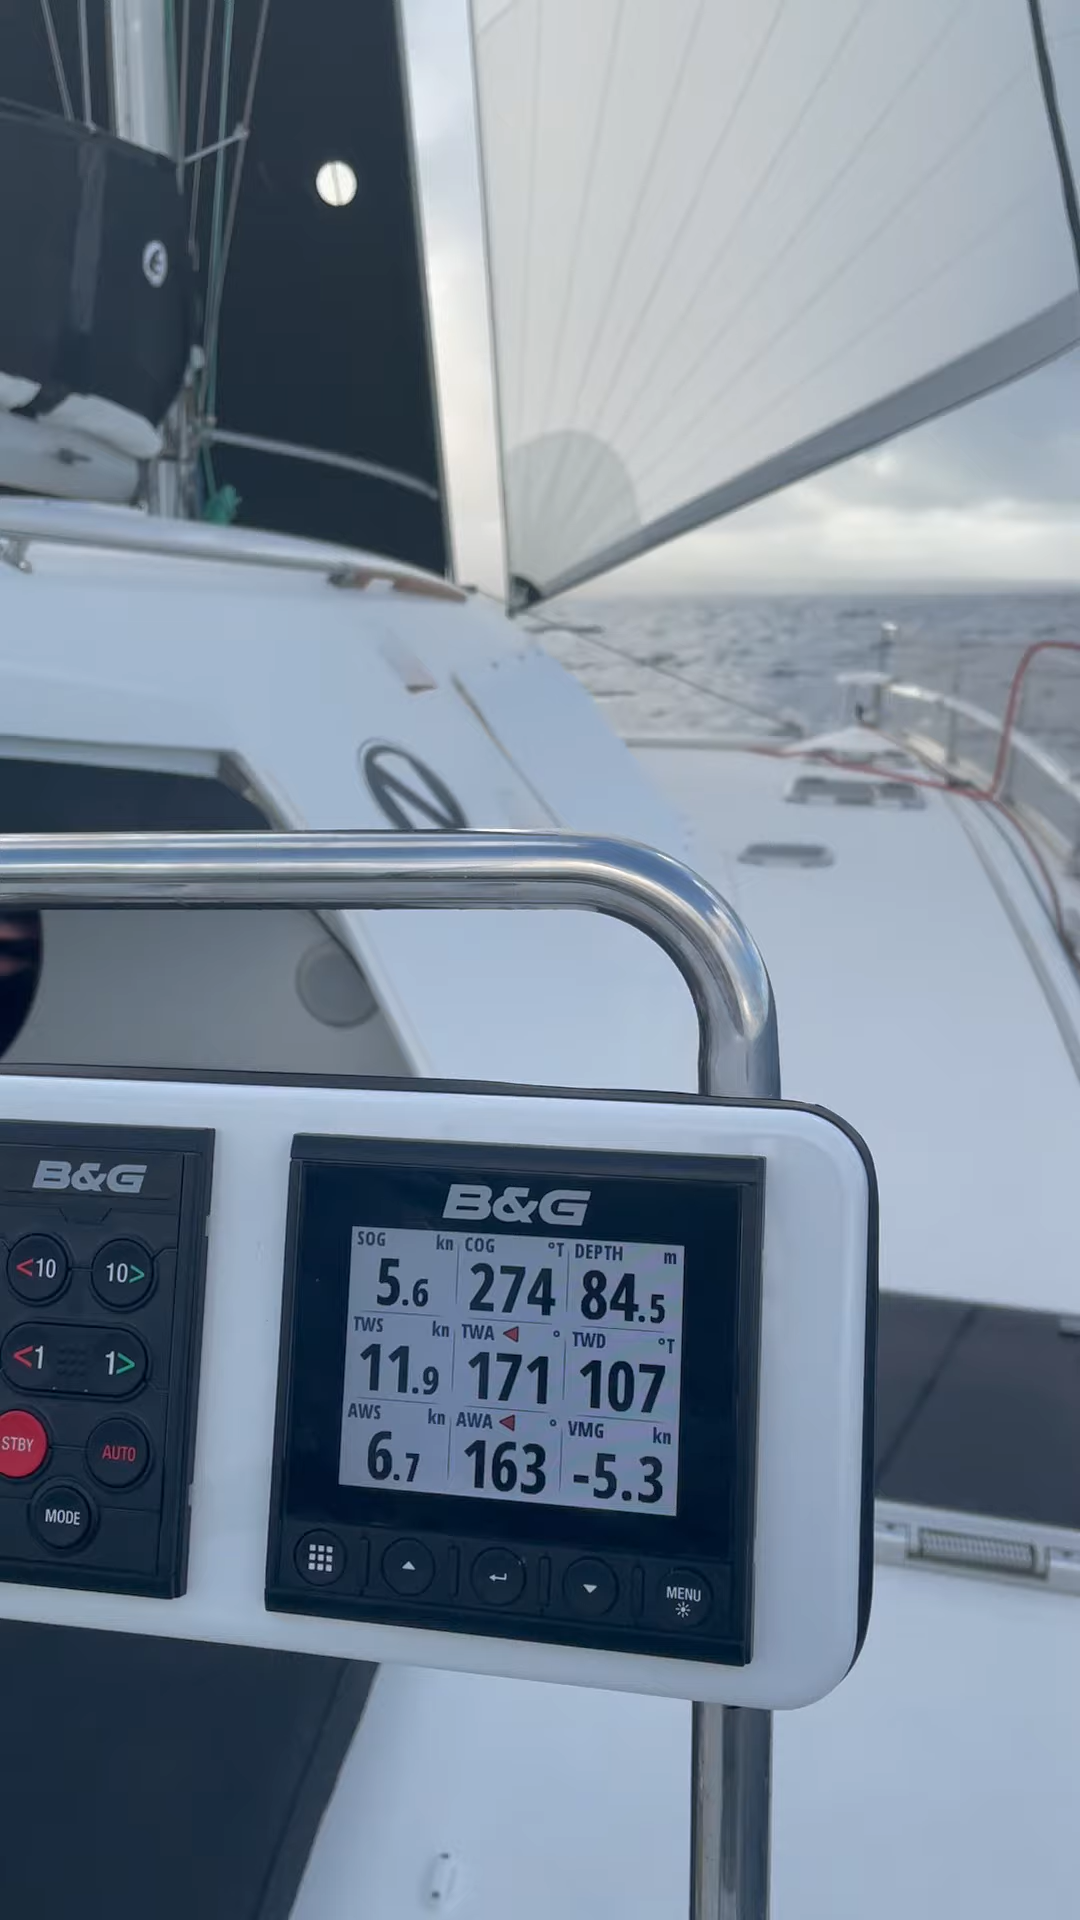 B&G
<10 10>
<1 1>
STBY AUTO
MODE
B&G
SOG kn COG °T DEPTH m
5.6 274 84.5
TWS kn TWA ° TWD °T
11.9 171 107
AWS kn AWA ° VMG kn
6.7 163 -5.3
MENU